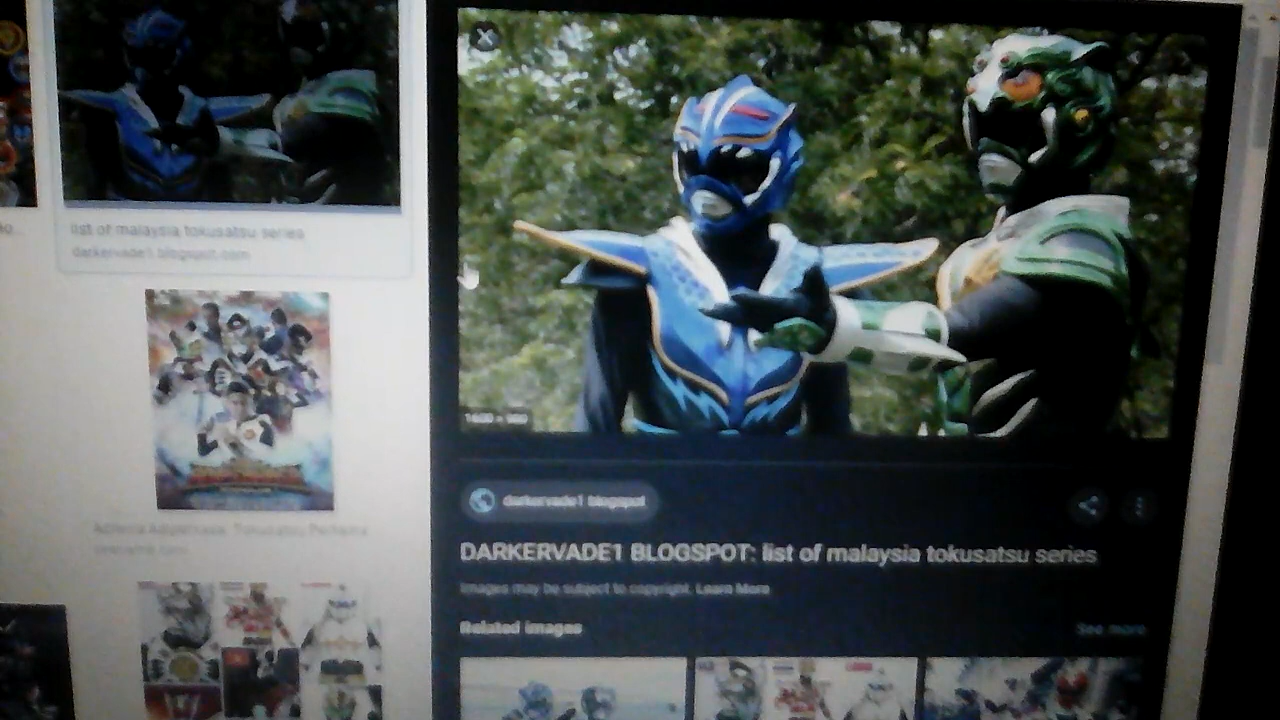 list of malaysia tokusatsu series
darkervade1.blogspot.com
darkervade1 blogspot
DARKERVADE1 BLOGSPOT: list of malaysia tokusatsu series
Images may be subject to copyright. Learn More
Related images
See more